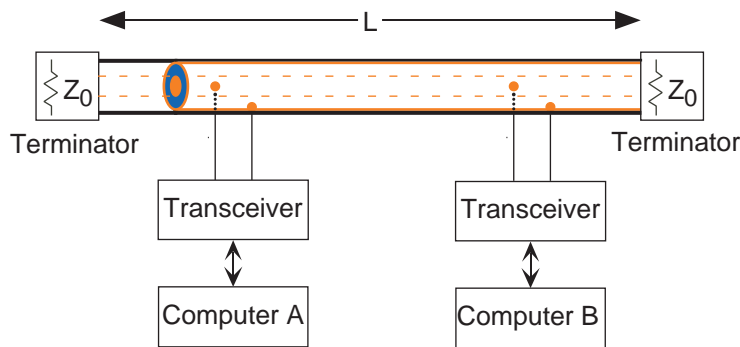 L
Z0
Z0
Terminator
Terminator
Transceiver
Transceiver
Computer A
Computer B